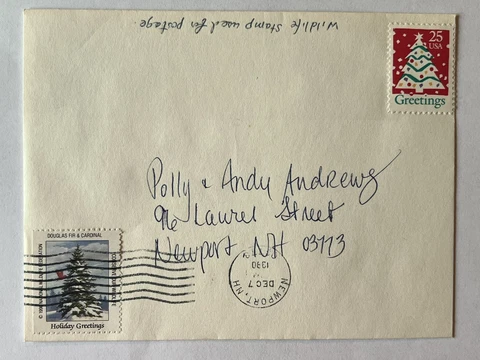 Wildlife stamp used for postage.
25
USA
Greetings
Polly & Andy Andrews
96 Laurel Street
Newport, NH 03773
DOUGLAS FIR & CARDINAL
Holiday Greetings
NEWPORT, NH
DEC 7